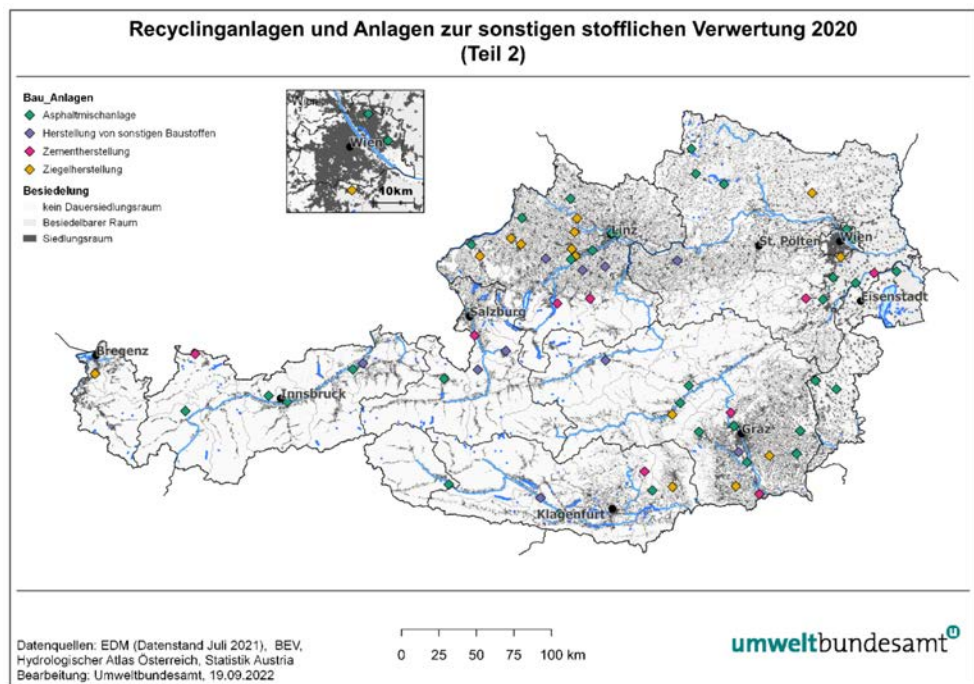 Recyclinganlagen und Anlagen zur sonstigen stofflichen Verwertung 2020
(Teil 2)
Bau_Anlagen
Asphaltmischanlage
Herstellung von sonstigen Baustoffen
Zementherstellung
Ziegelherstellung
Besiedelung
kein Dauersiedlungsraum
Besiedelbarer Raum
Siedlungsraum
Wien
10km
Linz
St. Pölten
Wien
Eisenstadt
Salzburg
Bregenz
Innsbruck
Graz
Klagenfurt
Datenquellen: EDM (Datenstand Juli 2021), BEV,
Hydrologischer Atlas Österreich, Statistik Austria
Bearbeitung: Umweltbundesamt, 19.09.2022
0 25 50 100 km
umweltbundesamt
u